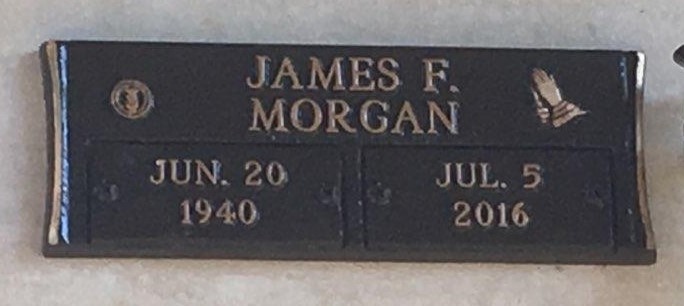 JAMES F.
MORGAN
JUN. 20
1940
JUL. 5
2016